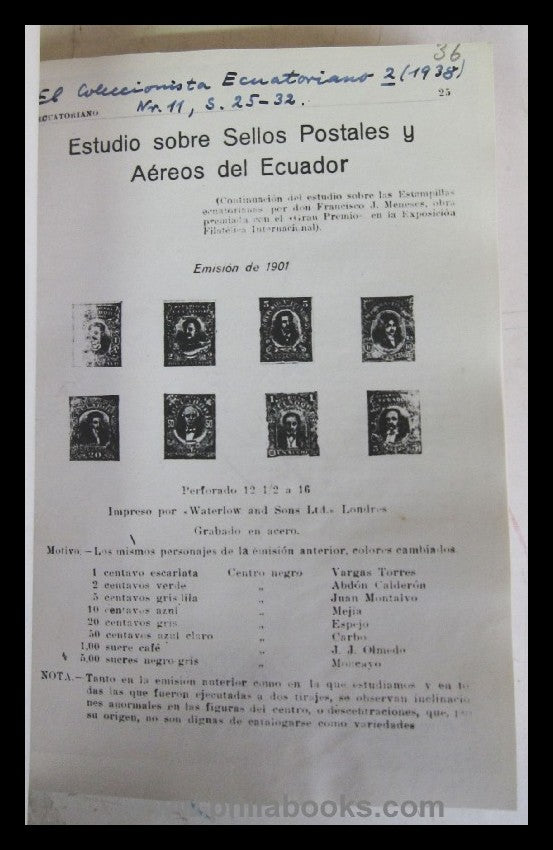 36
El Coleccionista Ecuatoriano 2 (1938)
Nr. 11, S. 25-32.
ECUATORIANO 25
Estudio sobre Sellos Postales y
Aéreos del Ecuador
(Continuación del estudio sobre las Estampillas
ecuatorianas por don Francisco J. Meneses, obra
premiada con el «Gran Premio» en la Exposición
Filatélica Internacional).
Emisión de 1901
Perforado 12 1/2 a 16
Impreso por «Waterlow and Sons Ltd.» Londres
Grabado en acero.
Motivo.—Los mismos personajes de la emisión anterior, colores cambiados.
1 centavo escarlata Centro negro Vargas Torres
2 centavos verde „ Abdón Calderón
5 centavos gris lila „ Juan Montalvo
10 centavos azul „ Mejía
20 centavos gris „ Espejo
50 centavos azul claro „ Carbo
1,00 sucre café „ J. J. Olmedo
5,00 sucres negro gris „ Moncayo
NOTA.—Tanto en la emisión anterior como en la que estudiamos y en to
das las que fueron ejecutadas a dos tirajes, se observan inclinacio
nes anormales en las figuras del centro, o descentraciones, que, por
su origen, no son dignas de catalogarse como variedades
philabooks.com